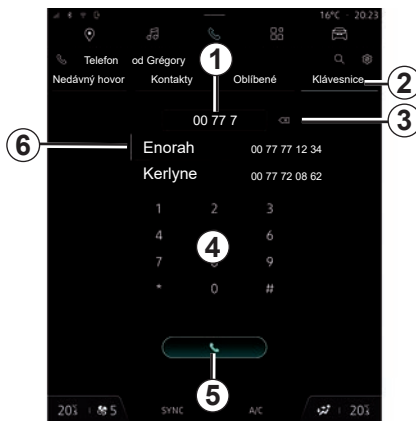 16°C - 20:23
Telefon od Grégory
Nedávný hovor Kontakty Oblíbené Klávesnice
1
2
00 77 7
3
6
Enorah 00 77 77 12 34
Kerlyne 00 77 72 08 62
1 2 3
4 6
4
7 9
* 0 #
5
5 SYNC A/C